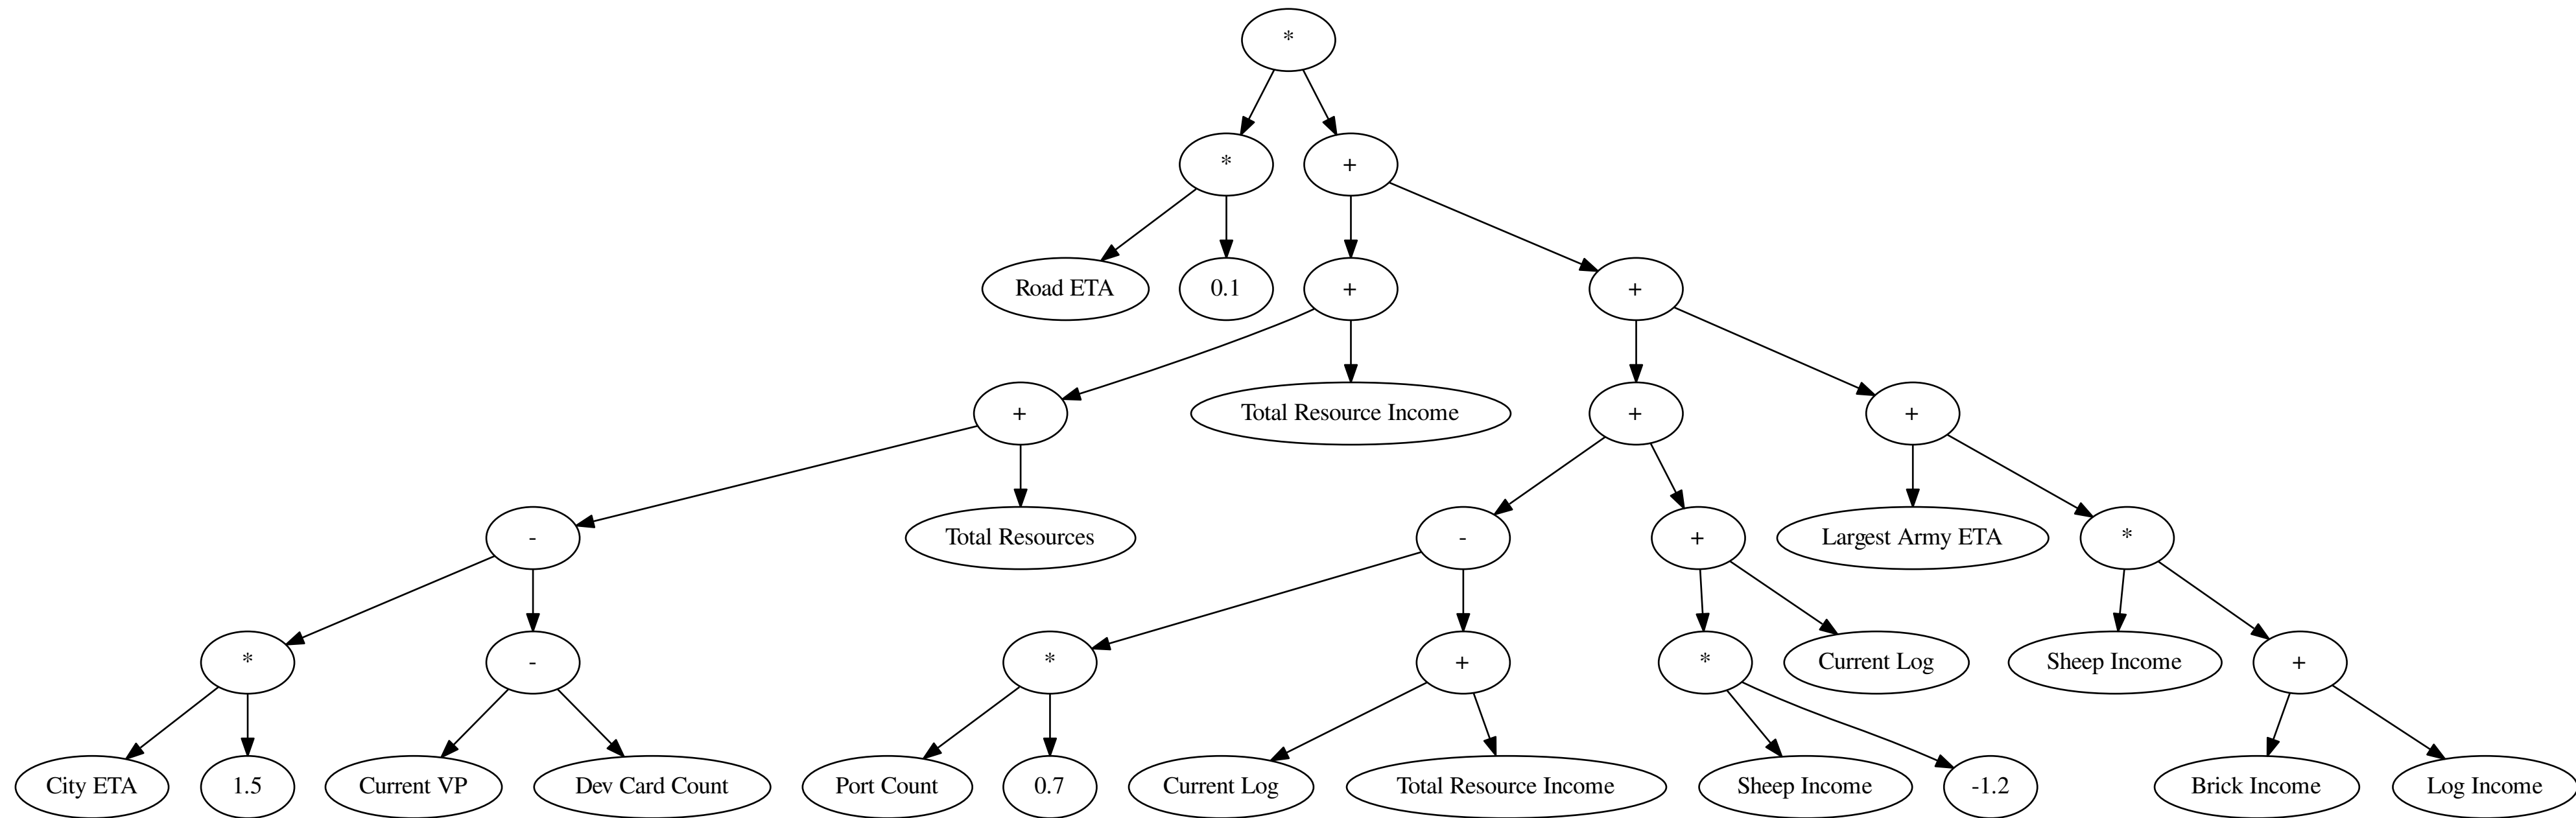 *
*
+
Road ETA
0.1
+
+
+
Total Resource Income
+
+
-
Total Resources
-
+
Largest Army ETA
*
*
-
*
+
*
Current Log
Sheep Income
+
City ETA
1.5
Current VP
Dev Card Count
Port Count
0.7
Current Log
Total Resource Income
Sheep Income
-1.2
Brick Income
Log Income